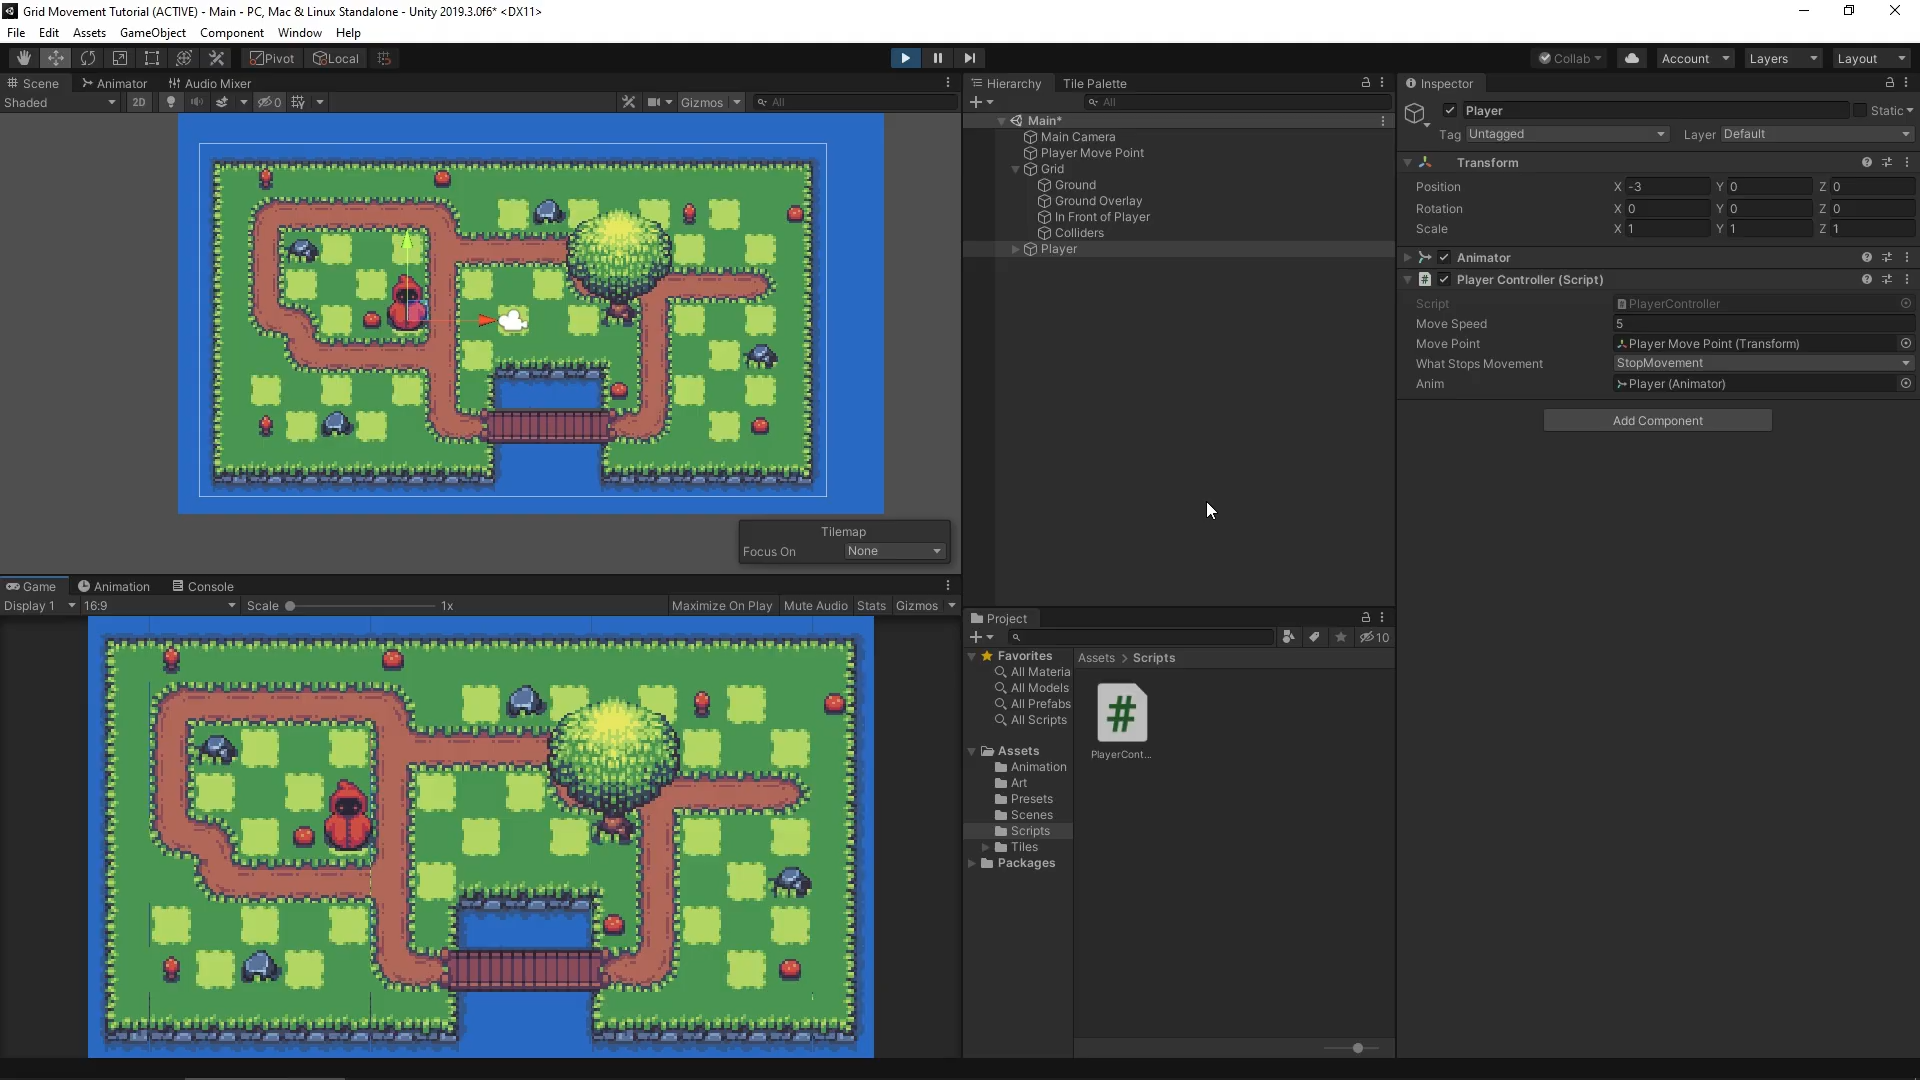 Grid Movement Tutorial (ACTIVE) - Main - PC, Mac & Linux Standalone - Unity 2019.3.0f6* <DX11>
File Edit Assets GameObject Component Window Help
Pivot Local Collab Account Layers Layout
Scene Animator Audio Mixer
Shaded 2D 0 Gizmos All
Tilemap
Focus On None
Game Animation Console
Display 1 16:9 Scale 1x Maximize On Play Mute Audio Stats Gizmos
Hierarchy Tile Palette
All
Main*
Main Camera
Player Move Point
Grid
Ground
Ground Overlay
In Front of Player
Colliders
Player
Project
10
Favorites
All Materia
All Models
All Prefabs
All Scripts
Assets
Animation
Art
Presets
Scenes
Scripts
Tiles
Packages
Assets > Scripts
#
PlayerCont...
Inspector
Player Static
Tag Untagged Layer Default
Transform
Position X -3 Y 0 Z 0
Rotation X 0 Y 0 Z 0
Scale X 1 Y 1 Z 1
Animator
# Player Controller (Script)
Script PlayerController
Move Speed 5
Move Point Player Move Point (Transform)
What Stops Movement StopMovement
Anim Player (Animator)
Add Component